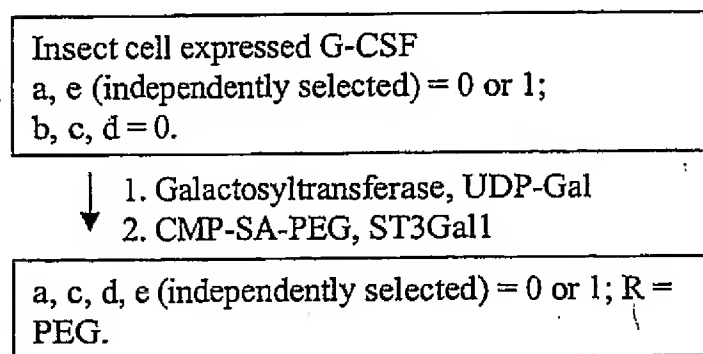 Insect cell expressed G-CSF
a, e (independently selected) = 0 or 1;
b, c, d = 0.
1. Galactosyltransferase, UDP-Gal
2. CMP-SA-PEG, ST3Gal1
a, c, d, e (independently selected) = 0 or 1; R =
PEG.